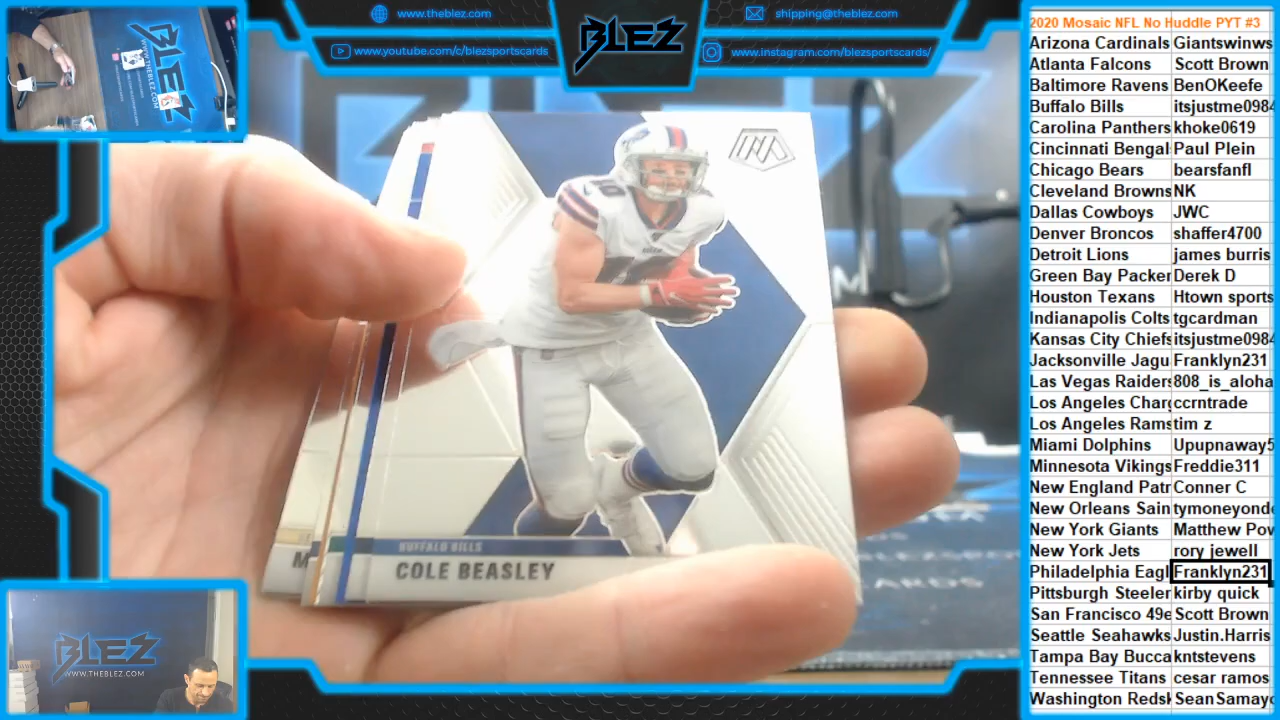 www.theblez.com
www.youtube.com/c/blezsportscards
BLEZ
shipping@theblez.com
www.instagram.com/blezsportscards/
BLEZ
WWW.THEBLEZ.COM
BUFFALO BILLS
COLE BEASLEY
M
CARDS
BLEZ
WWW.THEBLEZ.COM
2020 Mosaic NFL No Huddle PYT #3
Arizona Cardinals Giantswinws
Atlanta Falcons Scott Brown
Baltimore Ravens BenOKeefe
Buffalo Bills itsjustme0984
Carolina Panthers khoke0619
Cincinnati Bengal Paul Plein
Chicago Bears bearsfanfl
Cleveland Browns NK
Dallas Cowboys JWC
Denver Broncos shaffer4700
Detroit Lions james burris
Green Bay Packer Derek D
Houston Texans Htown sports
Indianapolis Colts tgcardman
Kansas City Chiefs itsjustme0984
Jacksonville Jagu Franklyn231
Las Vegas Raiders 808_is_aloha
Los Angeles Charg ccrntrade
Los Angeles Rams tim z
Miami Dolphins Upupnaway5
Minnesota Vikings Freddie311
New England Patr Conner C
New Orleans Sain tymoneyond
New York Giants Matthew Pov
New York Jets rory jewell
Philadelphia Eagl Franklyn231
Pittsburgh Steeler kirby quick
San Francisco 49e Scott Brown
Seattle Seahawks Justin.Harris
Tampa Bay Bucca kntstevens
Tennessee Titans cesar ramos
Washington Redsk SeanSamayo